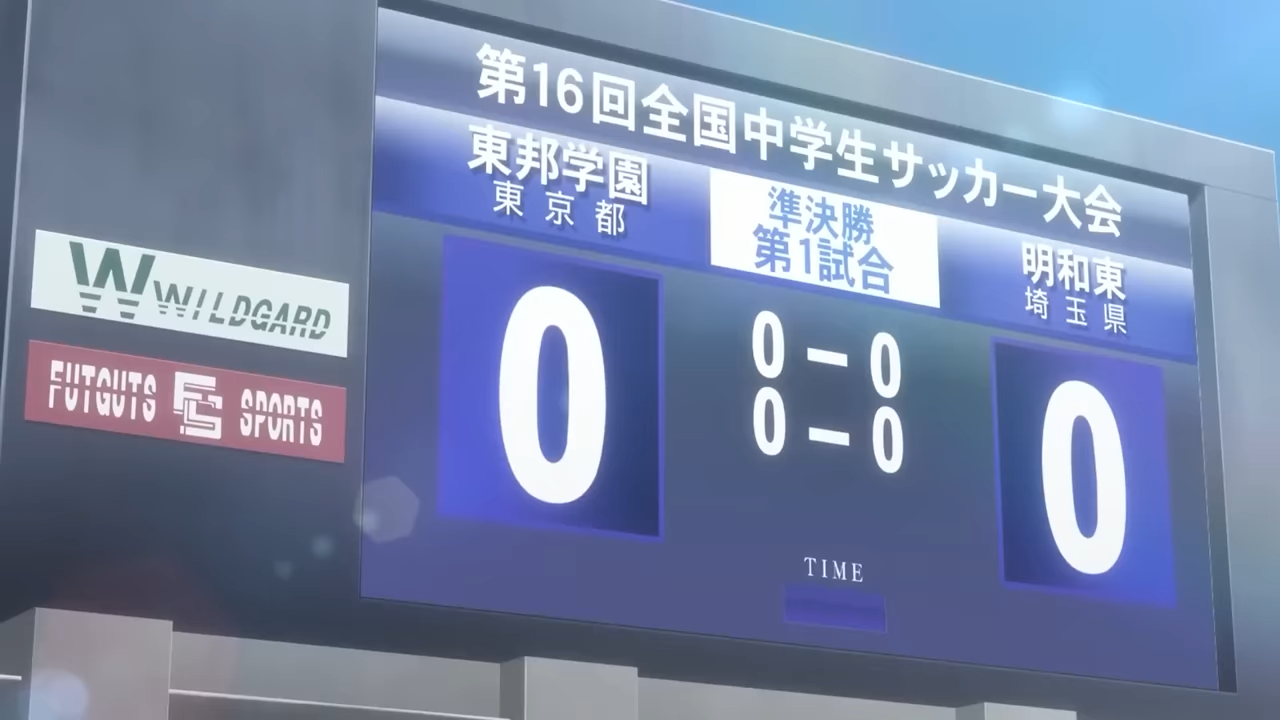 第16回全国中学生サッカー大会
東邦学園
東京都
準決勝
第1試合
明和東
埼玉県
0
0-0
0-0
0
TIME
W WILDGARD
FUTGUTS FGS SPORTS